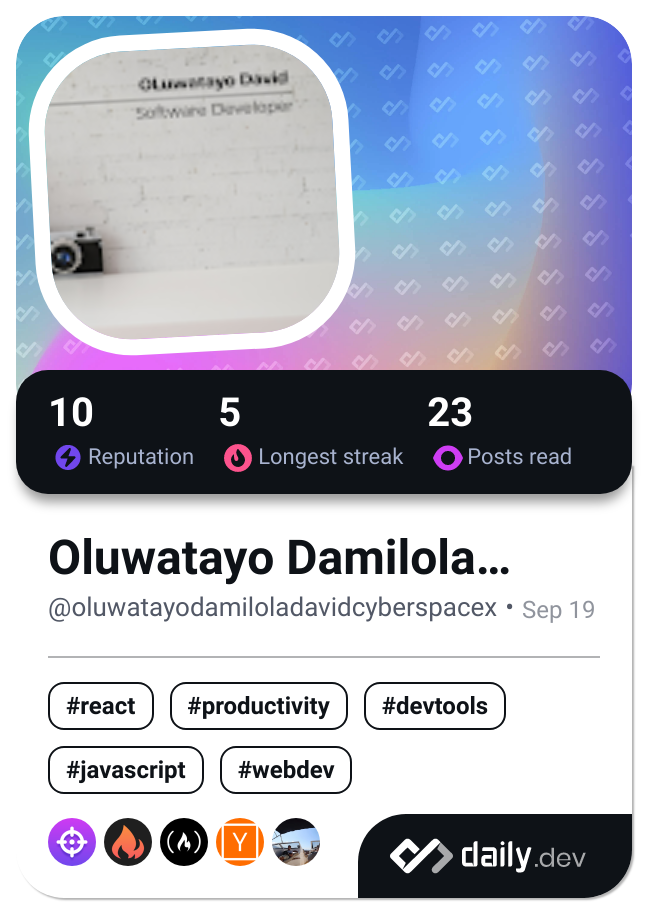 OLuwatayo David
Software Developer
10 5 23
Reputation Longest streak Posts read
Oluwatayo Damilola...
@oluwatayodamiloladavidcyberspacex • Sep 19
#react #productivity #devtools
#javascript #webdev
Y
daily.dev